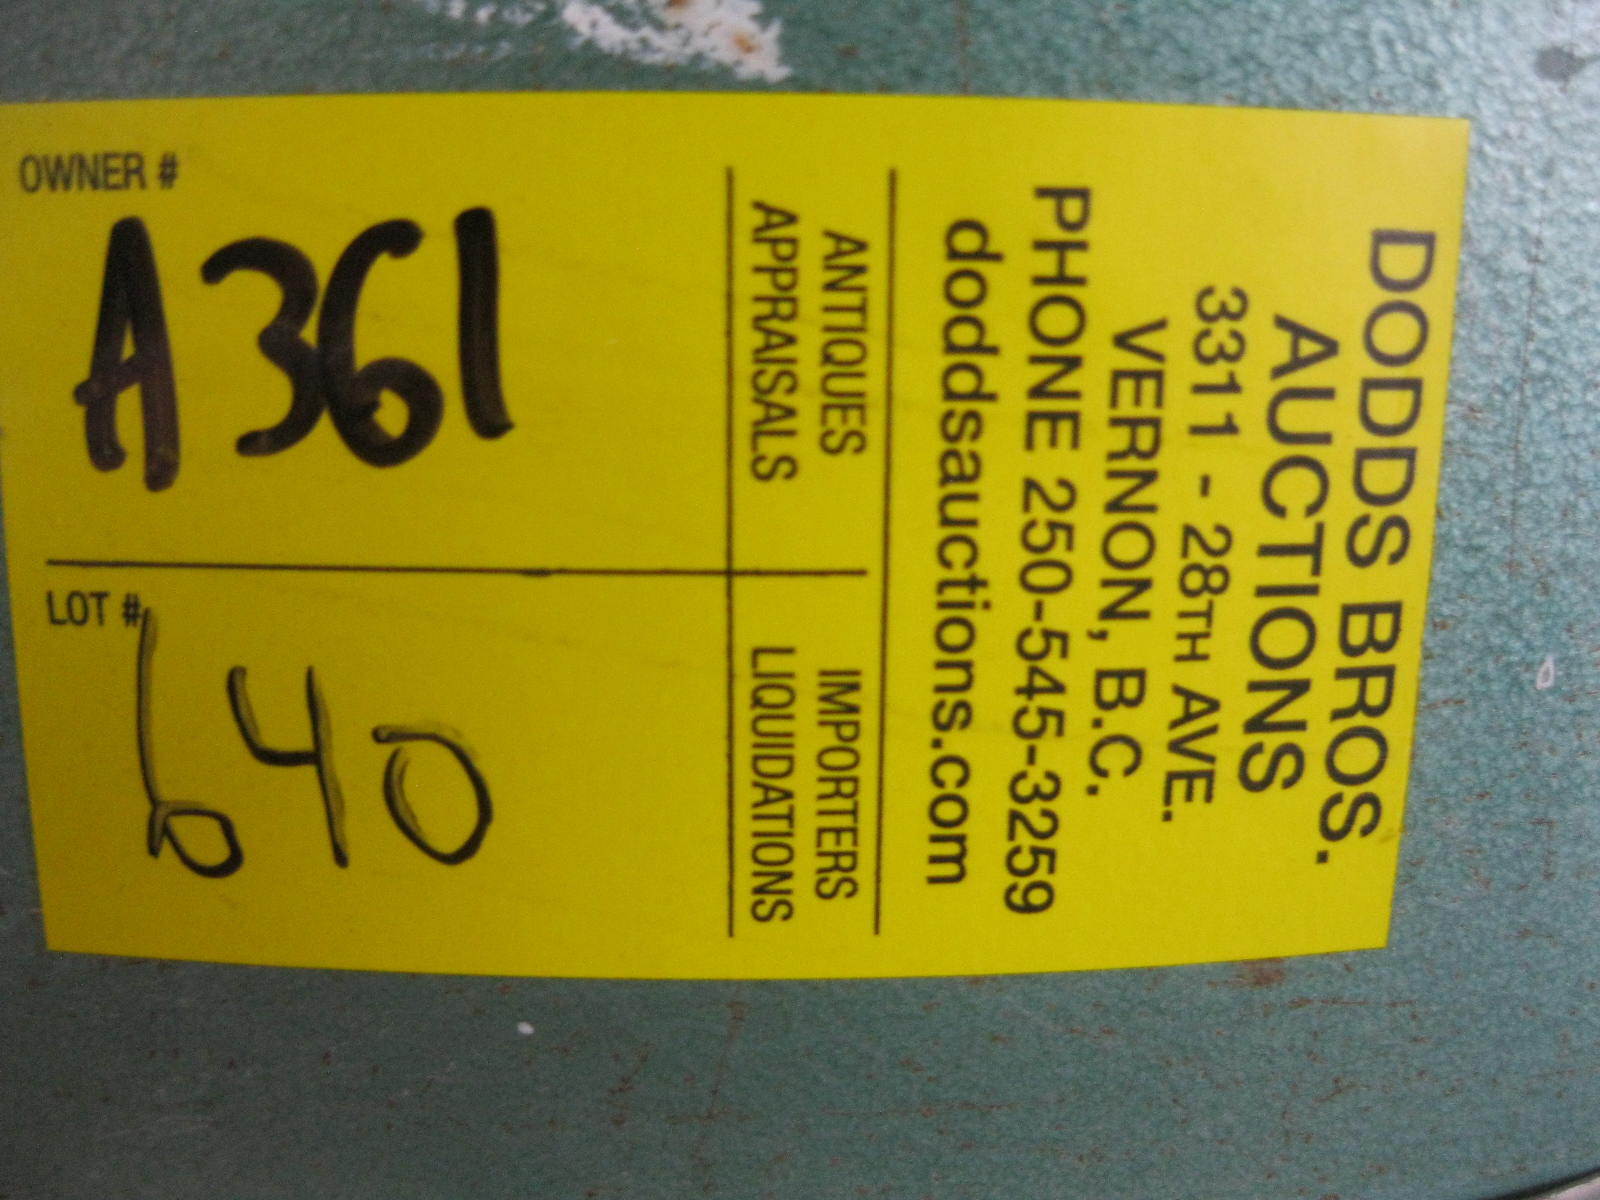 DODDS BROS.
AUCTIONS
3311 - 28TH AVE.
VERNON, B.C.
PHONE 250-545-3259
doddsauctions.com
ANTIQUES
APPRAISALS
IMPORTERS
LIQUIDATIONS
OWNER #
A361
LOT #
640